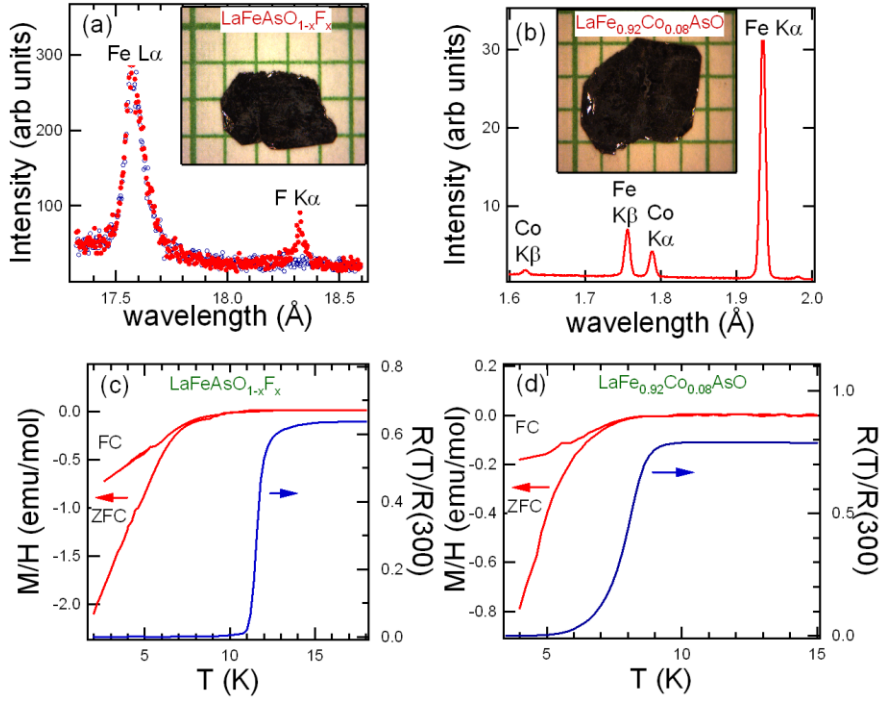 (a)
LaFeAsO1-xFx
Fe Lα
F Kα
Intensity (arb units)
300
200
100
17.5
18.0
18.5
wavelength (Å)
(b)
LaFe0.92Co0.08AsO
Fe Kα
Fe
Kβ
Co
Kα
Co
Kβ
Intensity (arb units)
30
20
10
1.6
1.7
1.8
1.9
2.0
wavelength (Å)
(c)
LaFeAsO1-xFx
FC
ZFC
M/H (emu/mol)
0.0
-0.5
-1.0
-1.5
-2.0
5
10
15
T (K)
0.8
0.6
0.4
0.2
0.0
R(T)/R(300)
(d)
LaFe0.92Co0.08AsO
FC
ZFC
M/H (emu/mol)
0.2
0.0
-0.2
-0.4
-0.6
-0.8
5
10
15
T (K)
1.0
0.5
0.0
R(T)/R(300)